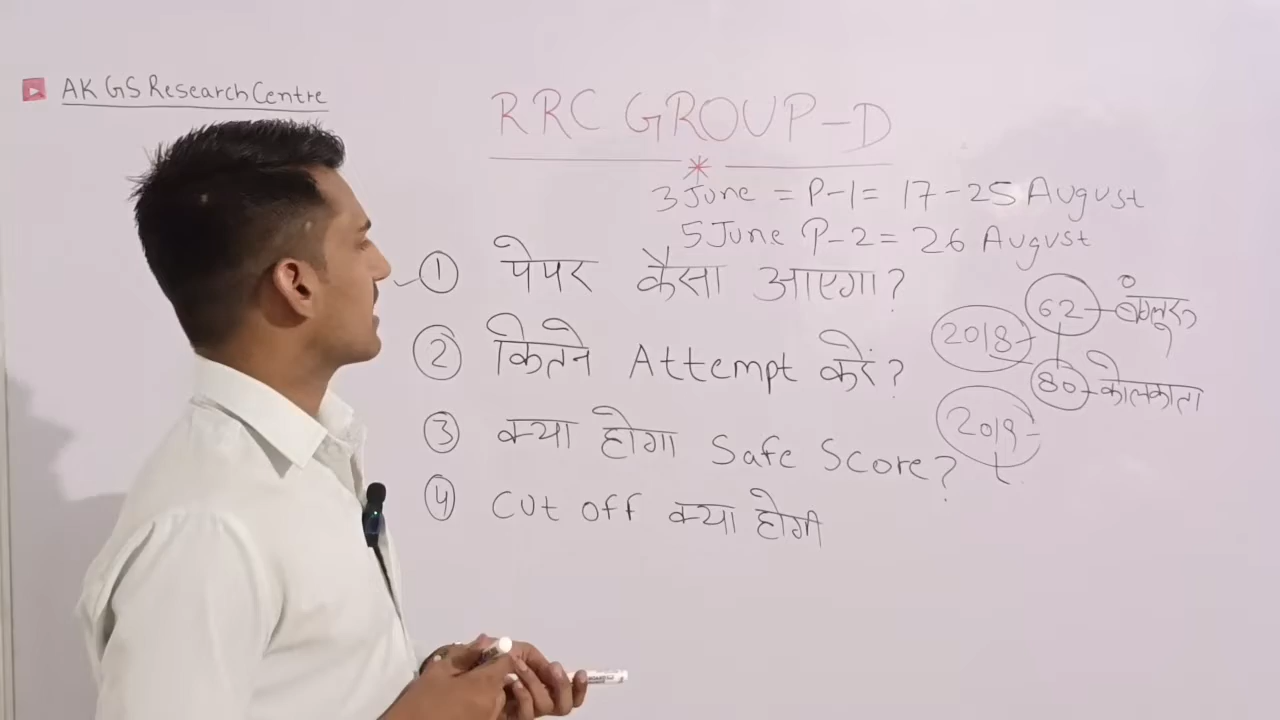 AK GS Research Centre
RRC GROUP-D
3 June = P-1 = 17-25 August
5 June P-2 = 26 August
① पेपर कैसा आएगा?
② कितने Attempt करें?
③ क्या होगा Safe Score?
④ Cut off क्या होगी
2018 - 62 - बंगलूरु
80 - कोलकाता
2019 -